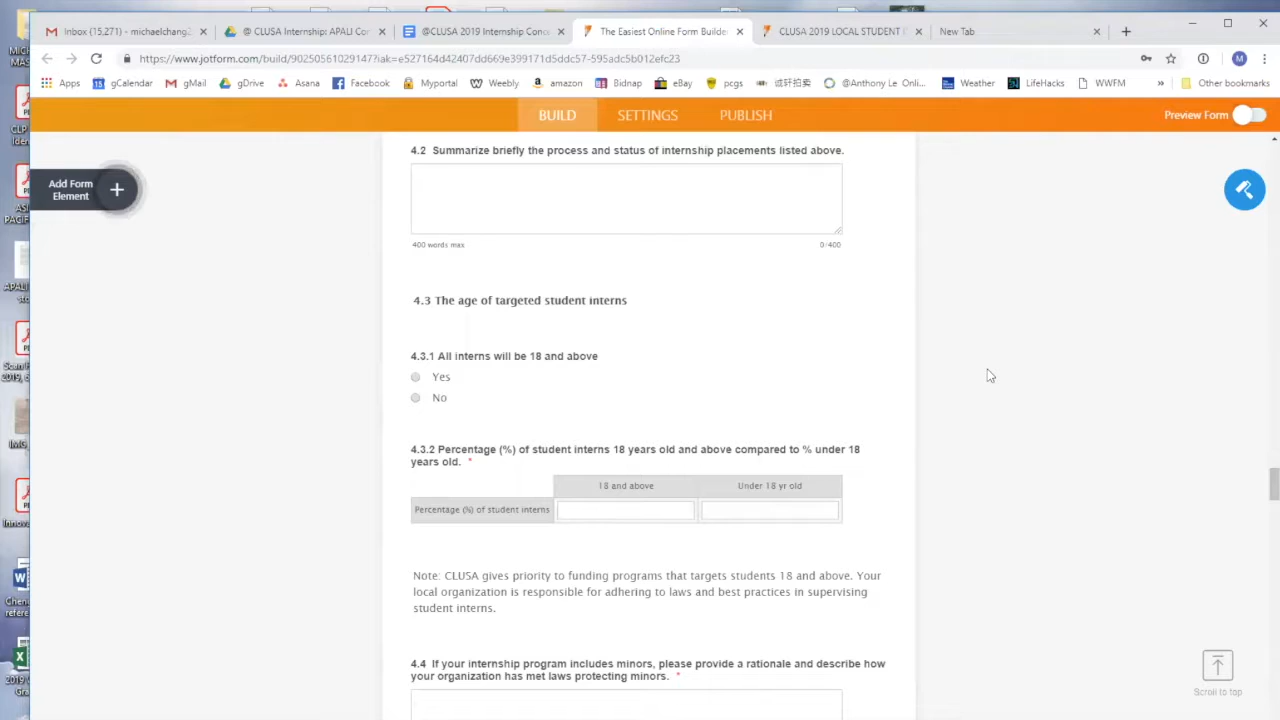 Inbox (15,271) - michaelchang2
@ CLUSA Internship: APALI Co
@CLUSA 2019 Internship Conc
The Easiest Online Form Builder
CLUSA 2019 LOCAL STUDENT I
New Tab
https://www.jotform.com/build/90250561029147?iak=e527164d42407dd669e399171d5ddc57-595adc5b012efc23
Apps gCalendar gMail gDrive Asana Facebook Myportal Weebly amazon Bidnap eBay pcgs 诚轩拍卖 @Anthony Le Onli... Weather LifeHacks WWFM » Other bookmarks
BUILD SETTINGS PUBLISH
Preview Form
Add Form
Element
4.2 Summarize briefly the process and status of internship placements listed above.
400 words max 0/400
4.3 The age of targeted student interns
4.3.1 All interns will be 18 and above
Yes
No
4.3.2 Percentage (%) of student interns 18 years old and above compared to % under 18
years old. *
18 and above Under 18 yr old
Percentage (%) of student interns
Note: CLUSA gives priority to funding programs that targets students 18 and above. Your
local organization is responsible for adhering to laws and best practices in supervising
student interns.
4.4 If your internship program includes minors, please provide a rationale and describe how
your organization has met laws protecting minors. *
Scroll to top